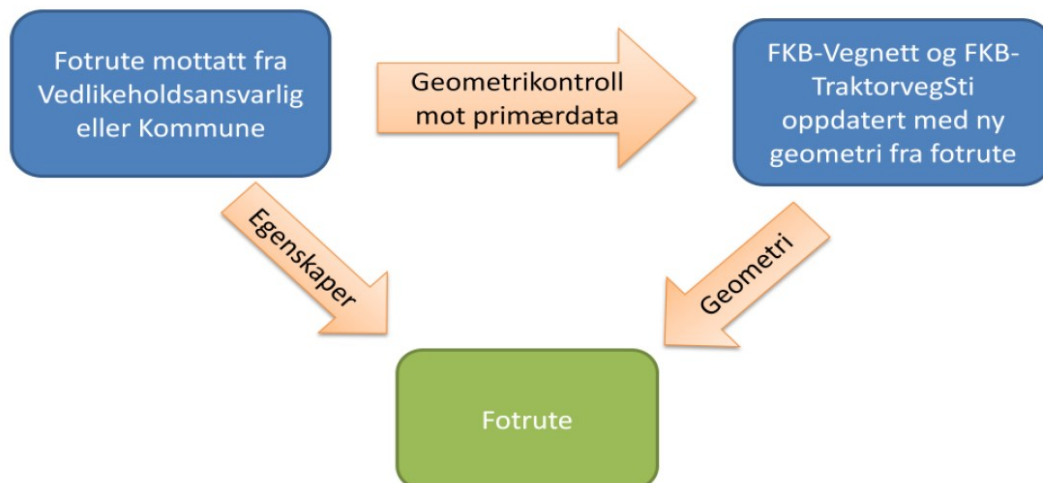 Fotrute mottatt fra
Vedlikeholdsansvarlig
eller Kommune
Geometrikontroll
mot primærdata
FKB-Vegnett og FKB-
TraktorvegSti
oppdatert med ny
geometri fra fotrute
Egenskaper
Geometri
Fotrute